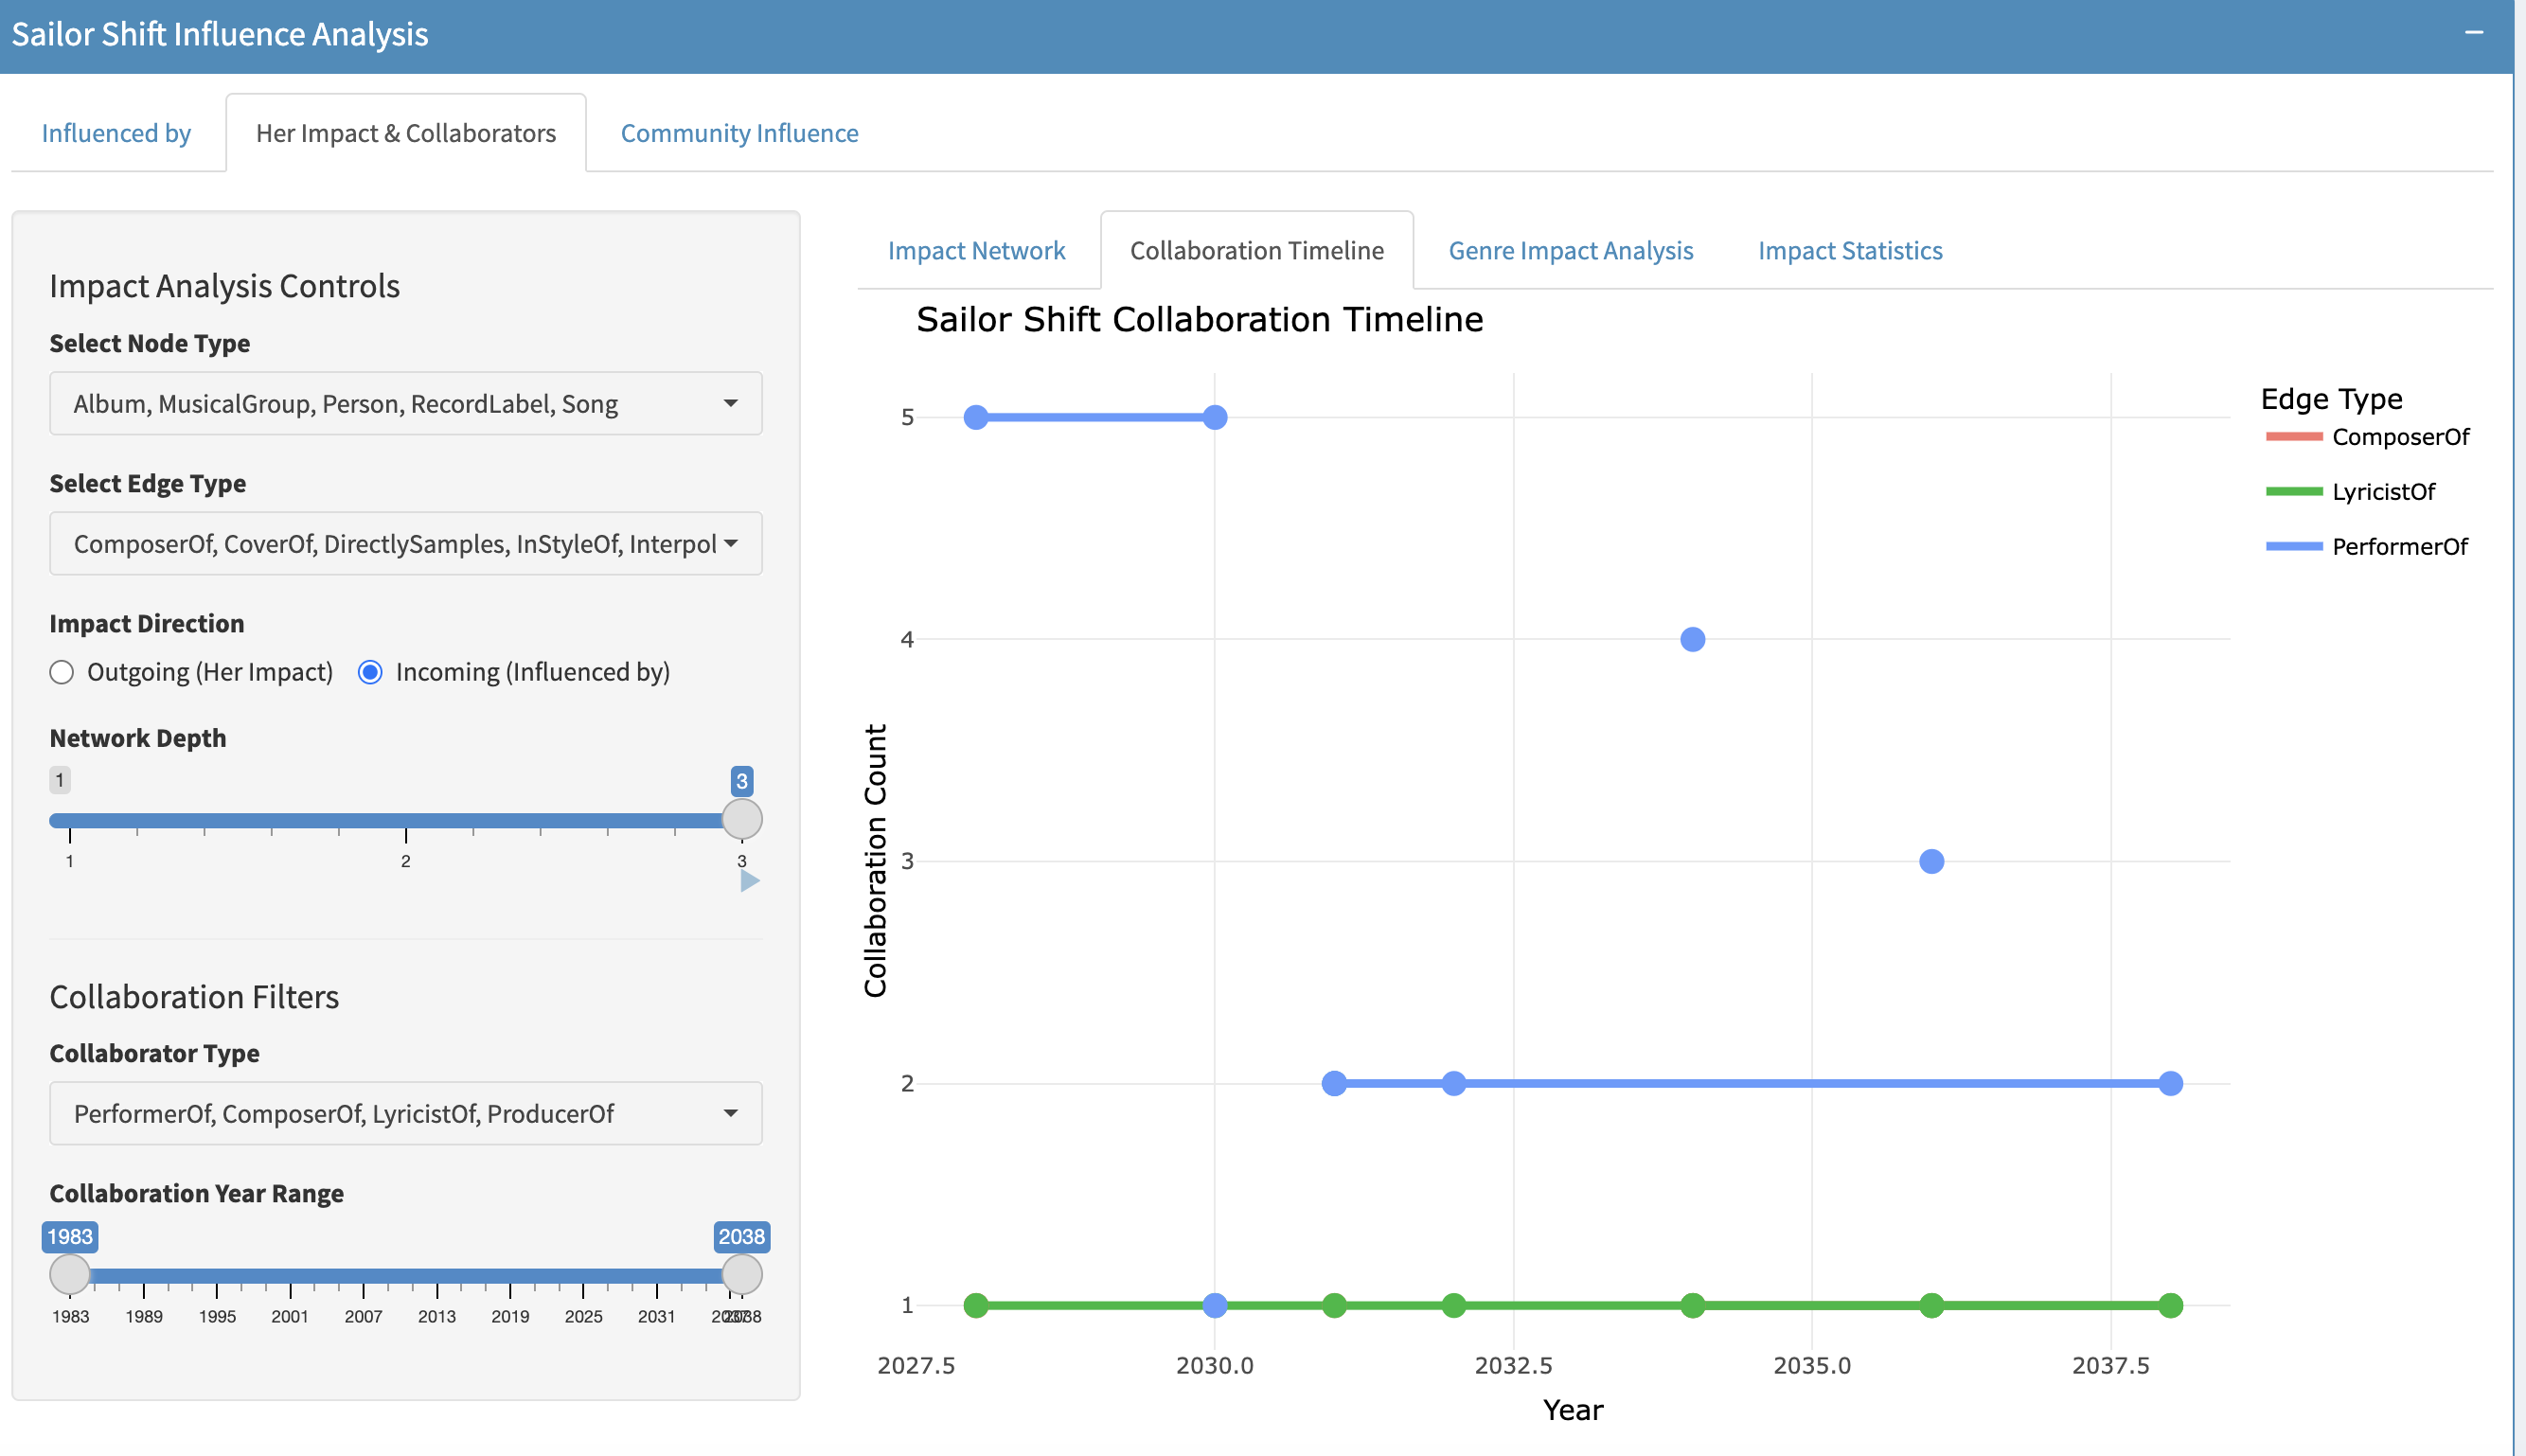 Sailor Shift Influence Analysis
Influenced by
Her Impact & Collaborators
Community Influence
Impact Analysis Controls
Select Node Type
Album, MusicalGroup, Person, RecordLabel, Song
Select Edge Type
ComposerOf, CoverOf, DirectlySamples, InStyleOf, Interpol
Impact Direction
Outgoing (Her Impact)
Incoming (Influenced by)
Network Depth
1
3
1 2 3
Collaboration Filters
Collaborator Type
PerformerOf, ComposerOf, LyricistOf, ProducerOf
Collaboration Year Range
1983
2038
1983 1989 1995 2001 2007 2013 2019 2025 2031 2037 2038
Impact Network
Collaboration Timeline
Genre Impact Analysis
Impact Statistics
Sailor Shift Collaboration Timeline
Collaboration Count
5
4
3
2
1
2027.5 2030.0 2032.5 2035.0 2037.5
Year
Edge Type
ComposerOf
LyricistOf
PerformerOf